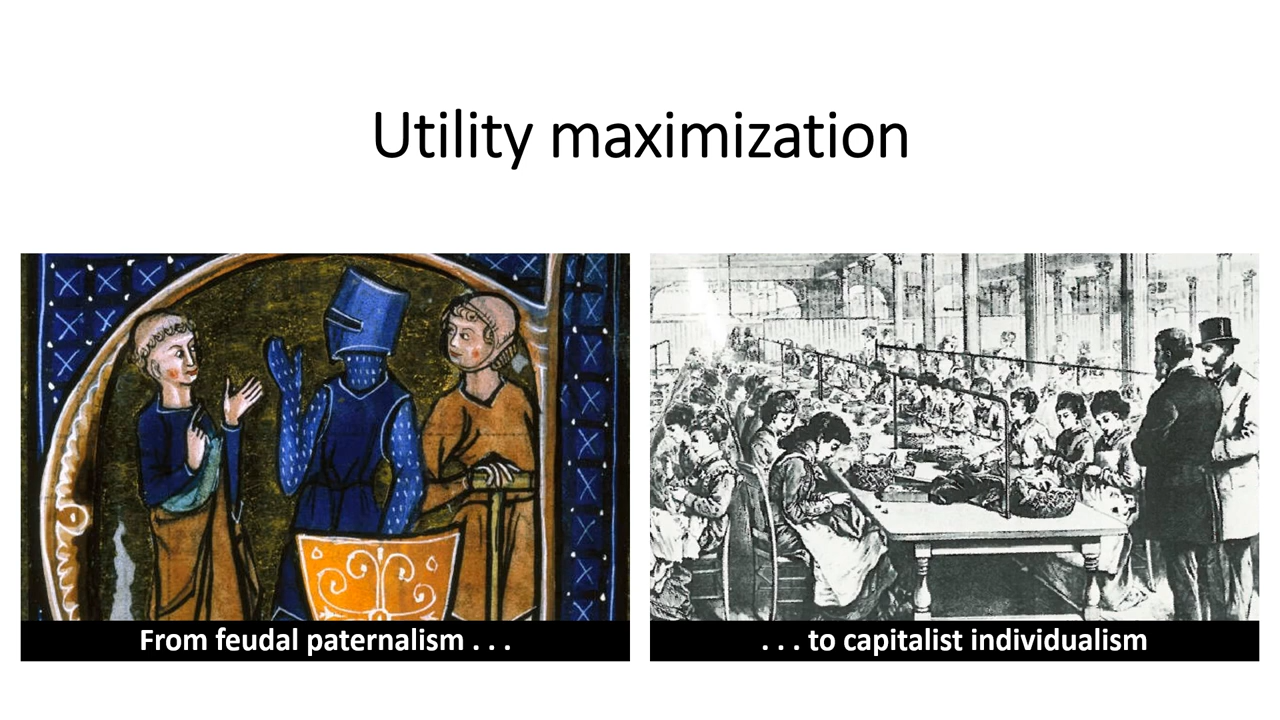 Utility maximization
From feudal paternalism . . .
. . . to capitalist individualism